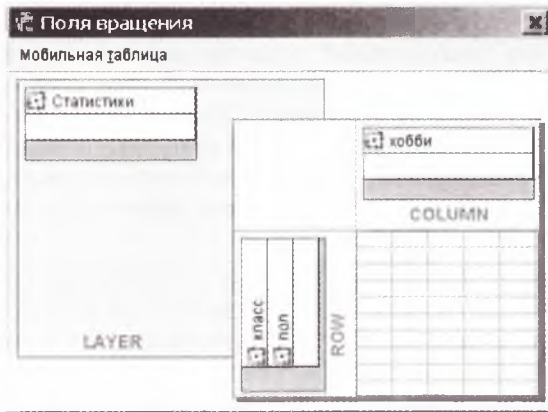 Поля вращения
Мобильная таблица
Статистики
хобби
COLUMN
класс
пол
ROW
LAYER